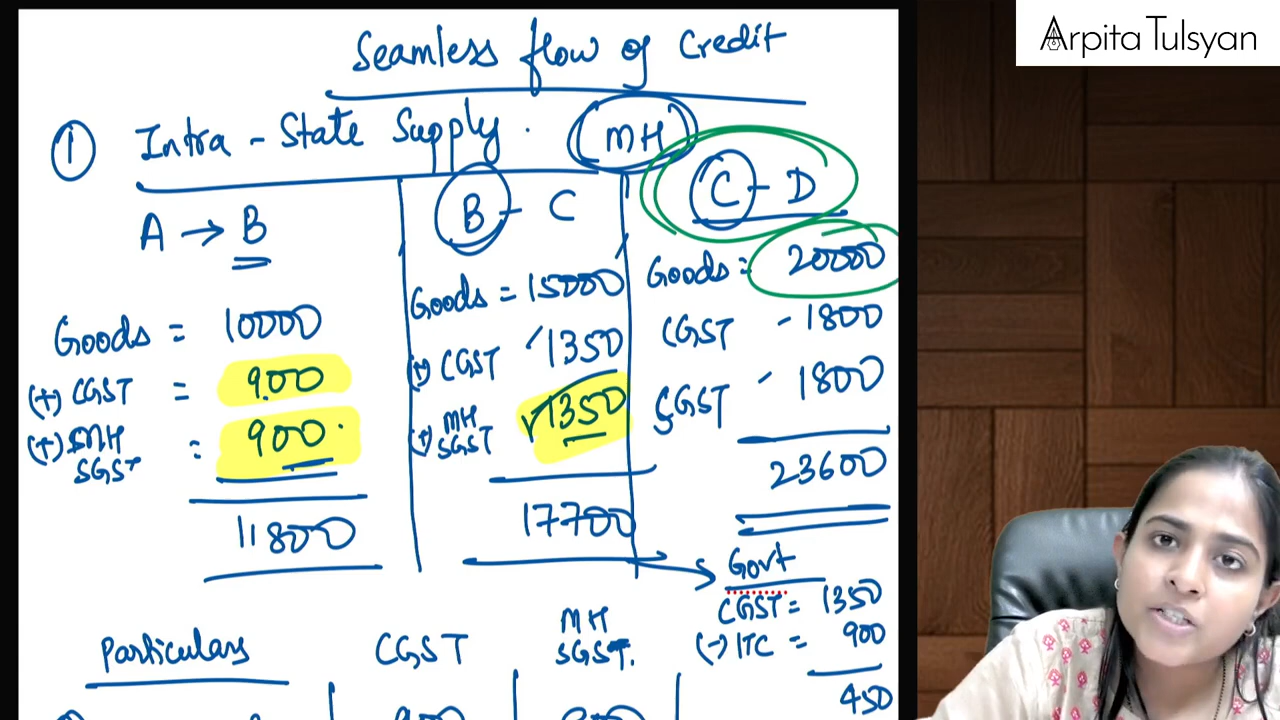 Arpita Tulsyan
Seamless flow of Credit
① Intra-State Supply. (MH)
A → B
Goods = 10000
(+) CGST = 900
(+) MH SGST = 900
11800
B - C
Goods = 15000
(+) CGST 1350
(+) MH SGST 1350
17700
C - D
Goods = 20000
CGST - 1800
SGST - 1800
23600
Govt
CGST = 1350
(-) ITC = 900
450
Particulars CGST MH SGST.
900 900